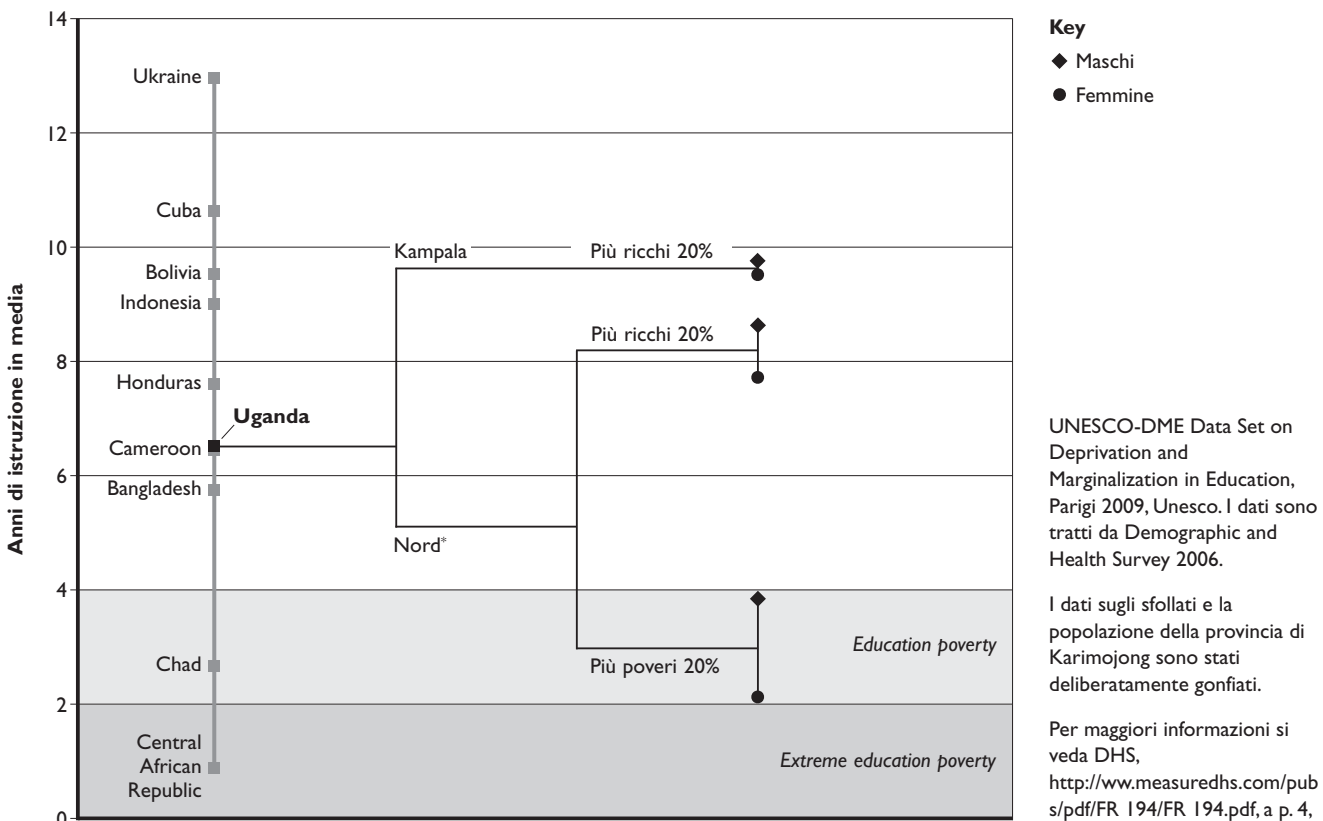 14
12
10
8
6
4
2
0
Anni di istruzione in media
Ukraine
Cuba
Bolivia
Indonesia
Honduras
Uganda
Cameroon
Bangladesh
Chad
Central
African
Republic
Kampala
Più ricchi 20%
Più ricchi 20%
Nord*
Più poveri 20%
Education poverty
Extreme education poverty
Key
Maschi
Femmine
UNESCO-DME Data Set on
Deprivation and
Marginalization in Education,
Parigi 2009, Unesco. I dati sono
tratti da Demographic and
Health Survey 2006.
I dati sugli sfollati e la
popolazione della provincia di
Karimojong sono stati
deliberatamente gonfiati.
Per maggiori informazioni si
veda DHS,
http://ww.measuredhs.com/pub
s/pdf/FR 194/FR 194.pdf, a p. 4,